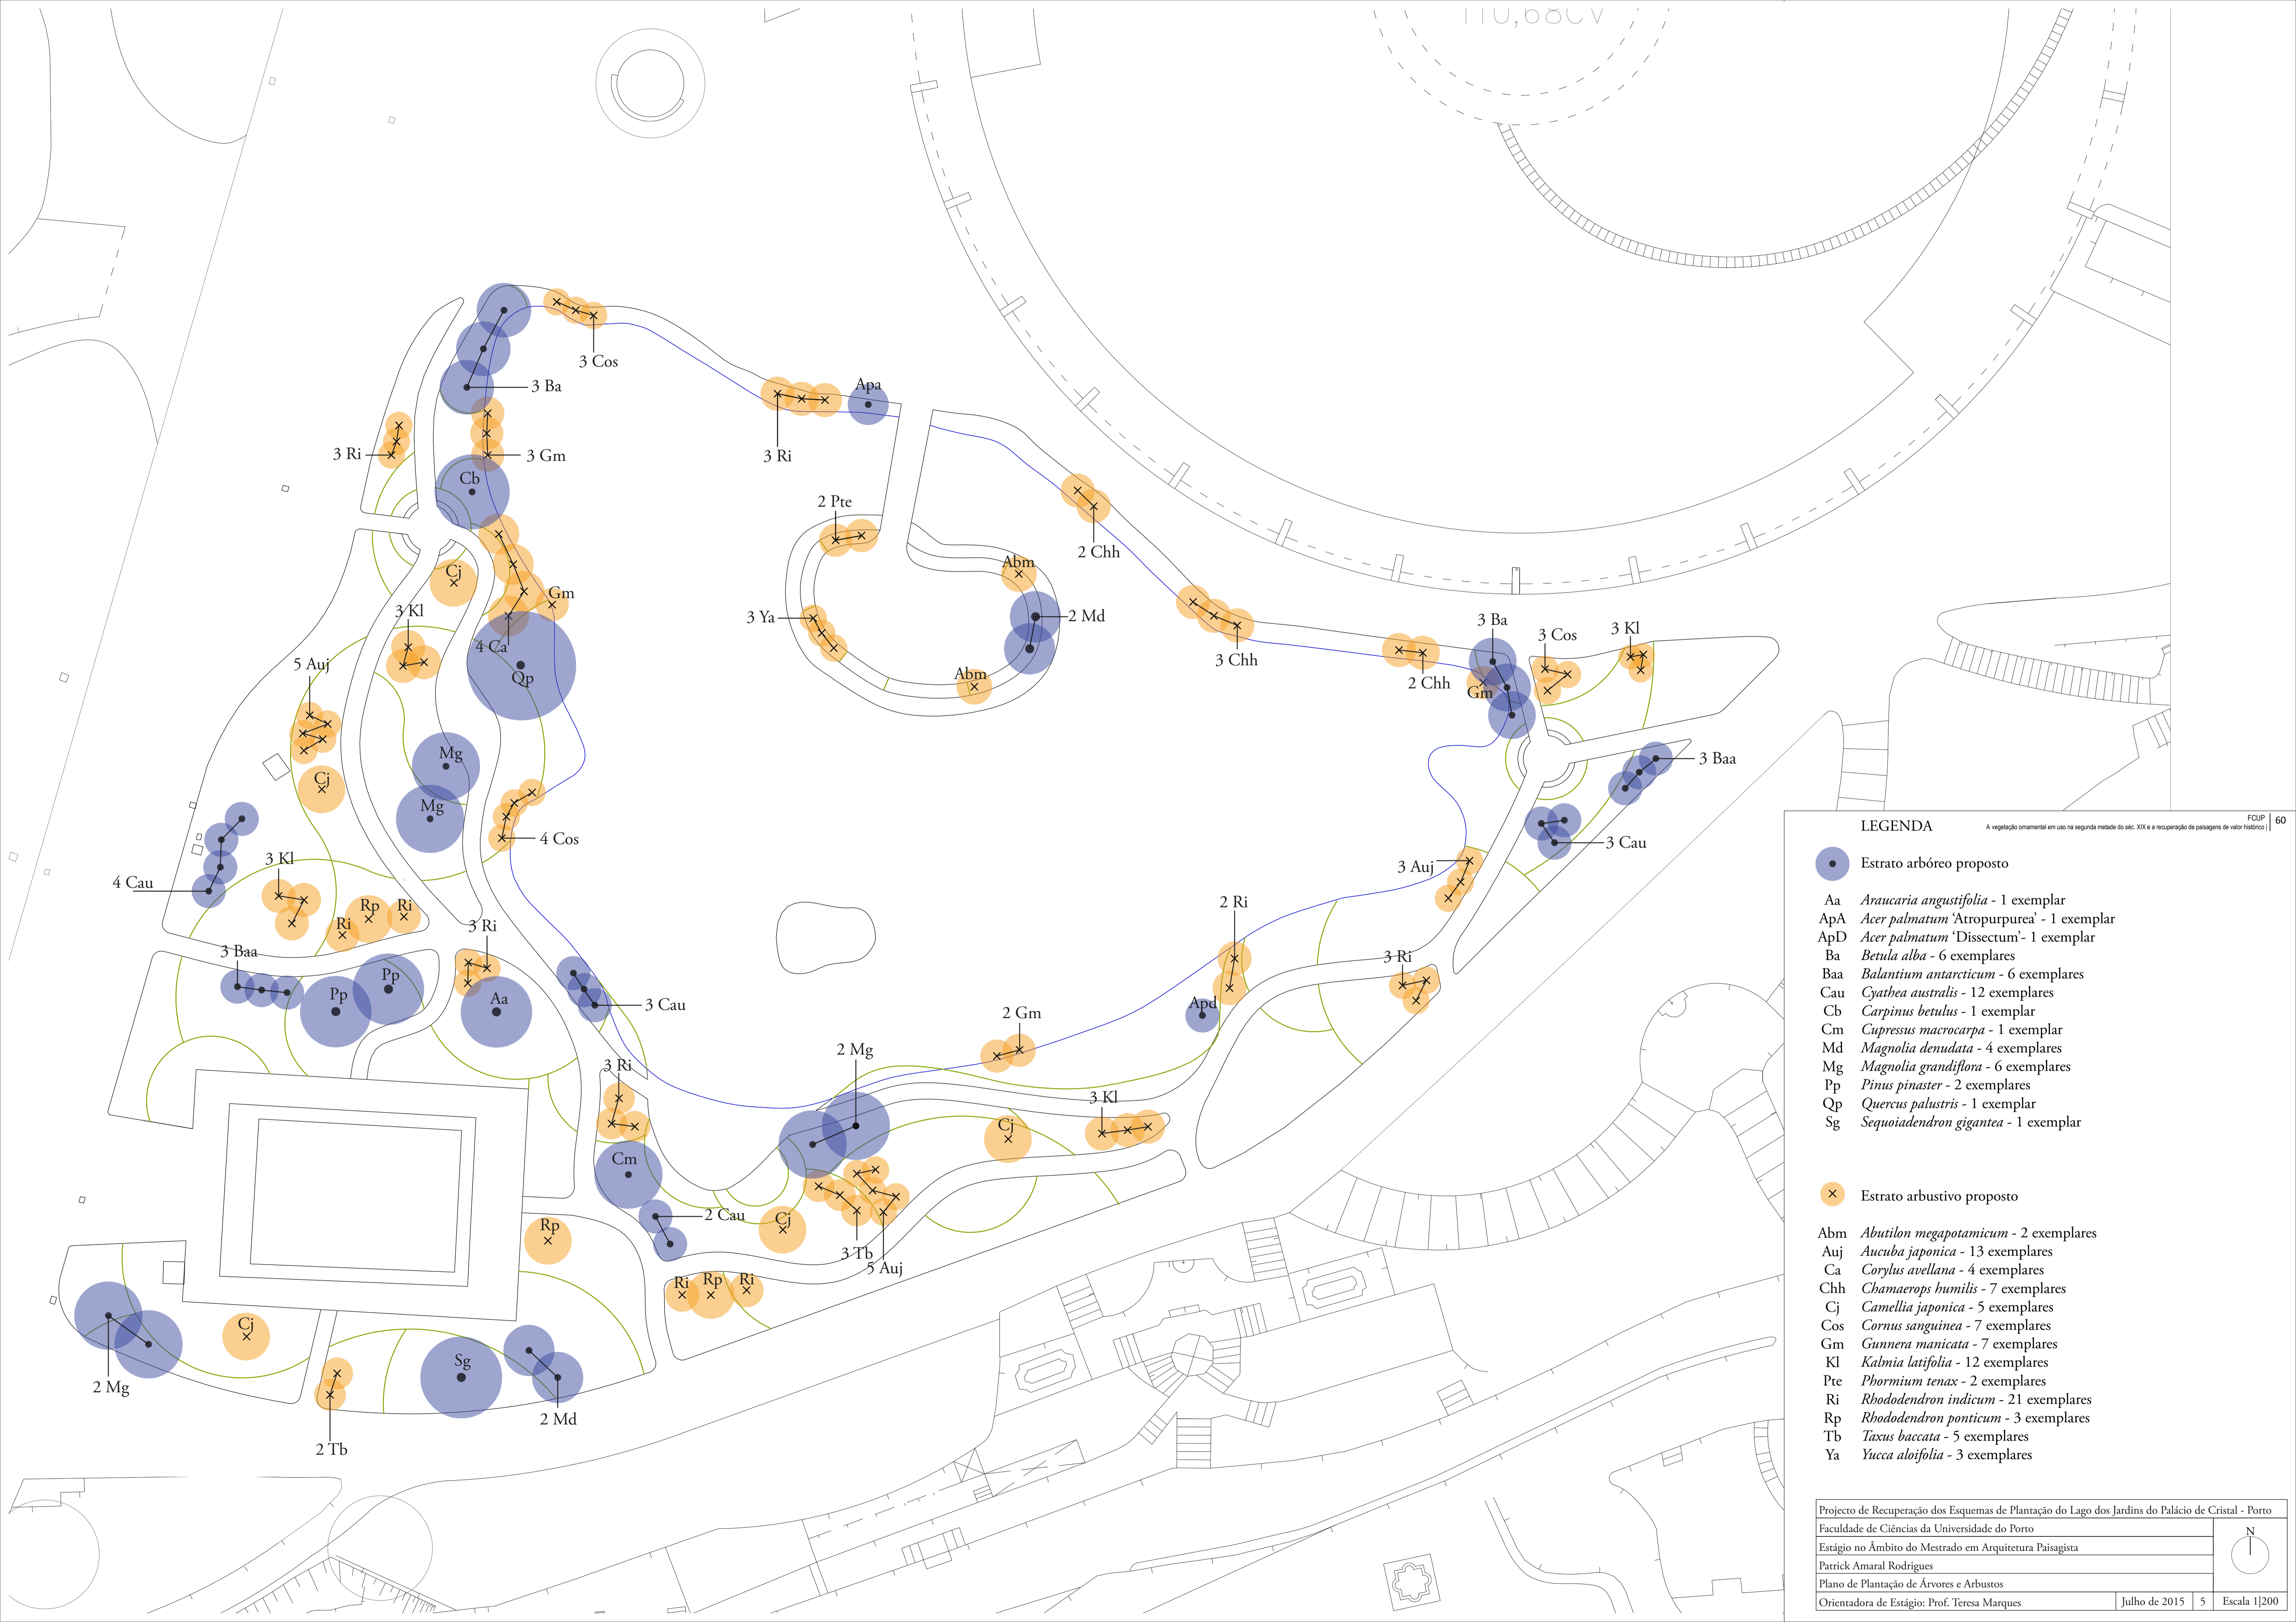 110,68CV
3 Cos
3 Ba
Apa
3 Ri
3 Gm
3 Ri
Cb
2 Pte
2 Chh
Abm
Cj
Gm
3 Kl
3 Ya
2 Md
4 Ca
3 Ba
3 Cos
3 Kl
5 Auj
3 Chh
Qp
Abm
2 Chh
Gm
Mg
3 Baa
Cj
Mg
4 Cos
3 Cau
3 Kl
3 Auj
4 Cau
Rp
Ri
2 Ri
Ri
3 Ri
3 Baa
3 Ri
Pp
Pp
Aa
3 Cau
Apd
2 Gm
2 Mg
3 Ri
3 Kl
Cj
Cm
2 Cau
Cj
Rp
3 Tb
5 Auj
Ri
Rp
Ri
Cj
Sg
2 Mg
2 Md
2 Tb
FCUP
60
A vegetação ornamental em uso na segunda metade do séc. XIX e a recuperação de paisagens de valor histórico |
LEGENDA
Estrato arbóreo proposto
Aa Araucaria angustifolia - 1 exemplar
ApA Acer palmatum ‘Atropurpurea’ - 1 exemplar
ApD Acer palmatum ‘Dissectum’- 1 exemplar
Ba Betula alba - 6 exemplares
Baa Balantium antarcticum - 6 exemplares
Cau Cyathea australis - 12 exemplares
Cb Carpinus betulus - 1 exemplar
Cm Cupressus macrocarpa - 1 exemplar
Md Magnolia denudata - 4 exemplares
Mg Magnolia grandiflora - 6 exemplares
Pp Pinus pinaster - 2 exemplares
Qp Quercus palustris - 1 exemplar
Sg Sequoiadendron gigantea - 1 exemplar
Estrato arbustivo proposto
Abm Abutilon megapotamicum - 2 exemplares
Auj Aucuba japonica - 13 exemplares
Ca Corylus avellana - 4 exemplares
Chh Chamaerops humilis - 7 exemplares
Cj Camellia japonica - 5 exemplares
Cos Cornus sanguinea - 7 exemplares
Gm Gunnera manicata - 7 exemplares
Kl Kalmia latifolia - 12 exemplares
Pte Phormium tenax - 2 exemplares
Ri Rhododendron indicum - 21 exemplares
Rp Rhododendron ponticum - 3 exemplares
Tb Taxus baccata - 5 exemplares
Ya Yucca aloifolia - 3 exemplares
Projecto de Recuperação dos Esquemas de Plantação do Lago dos Jardins do Palácio de Cristal - Porto
Faculdade de Ciências da Universidade do Porto
Estágio no Âmbito do Mestrado em Arquitetura Paisagista
Patrick Amaral Rodrigues
Plano de Plantação de Árvores e Arbustos
N
Orientadora de Estágio: Prof. Teresa Marques
Julho de 2015
5
Escala 1|200